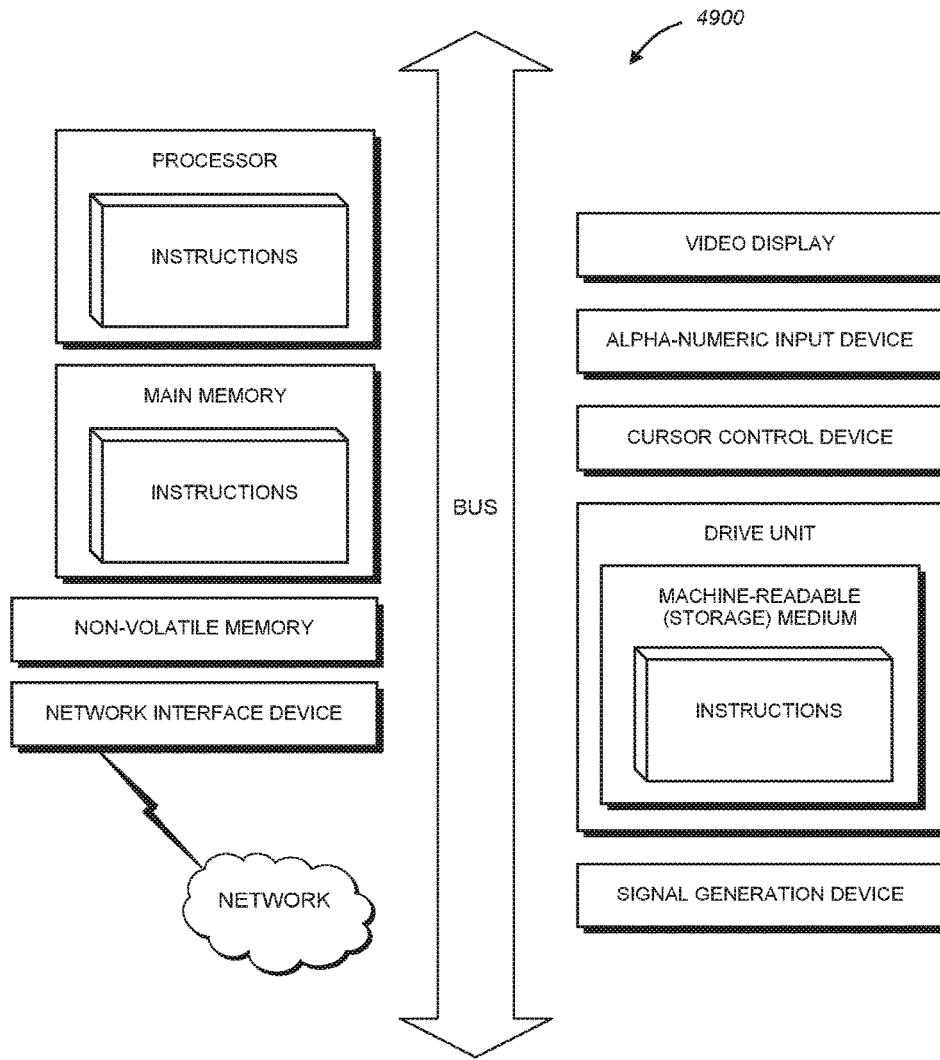 4900
PROCESSOR
INSTRUCTIONS
MAIN MEMORY
INSTRUCTIONS
NON-VOLATILE MEMORY
NETWORK INTERFACE DEVICE
NETWORK
BUS
VIDEO DISPLAY
ALPHA-NUMERIC INPUT DEVICE
CURSOR CONTROL DEVICE
DRIVE UNIT
MACHINE-READABLE
(STORAGE) MEDIUM
INSTRUCTIONS
SIGNAL GENERATION DEVICE